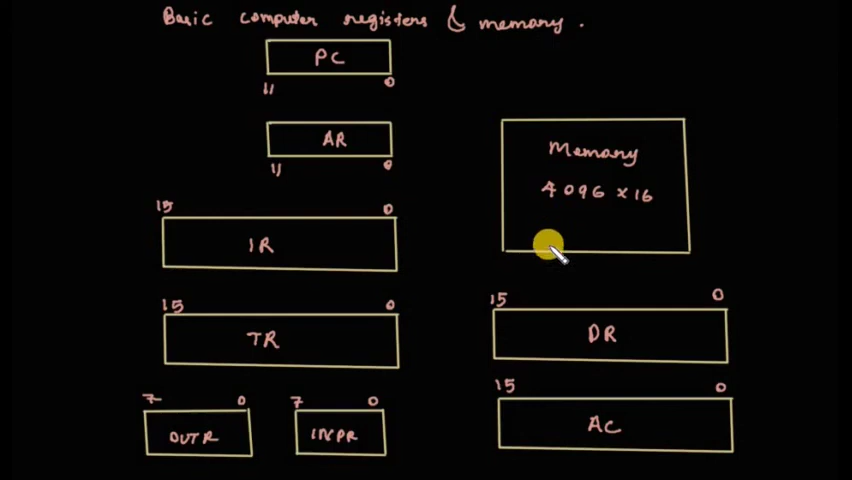 Basic computer registers & memory.
PC
11 0
AR
11 0
Memory
4096 x 16
15 0
IR
15 0
TR
15 0
DR
7 0
OUTR
7 0
INPR
15 0
AC